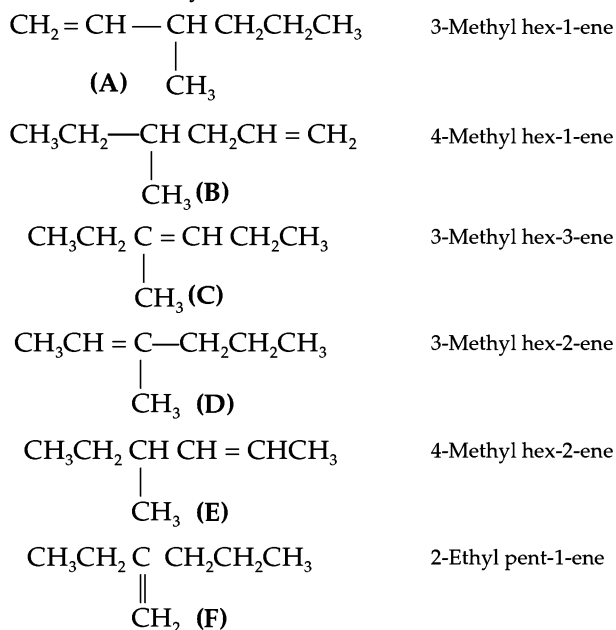 CH₂=CH—CH CH₂CH₂CH₃ 3-Methyl hex-1-ene
(A) CH₃
CH₃CH₂—CH CH₂CH=CH₂ 4-Methyl hex-1-ene
CH₃ (B)
CH₃CH₂ C=CH CH₂CH₃ 3-Methyl hex-3-ene
CH₃ (C)
CH₃CH=C—CH₂CH₂CH₃ 3-Methyl hex-2-ene
CH₃ (D)
CH₃CH₂ CH CH=CHCH₃ 4-Methyl hex-2-ene
CH₃ (E)
CH₃CH₂ C CH₂CH₂CH₃ 2-Ethyl pent-1-ene
CH₂ (F)